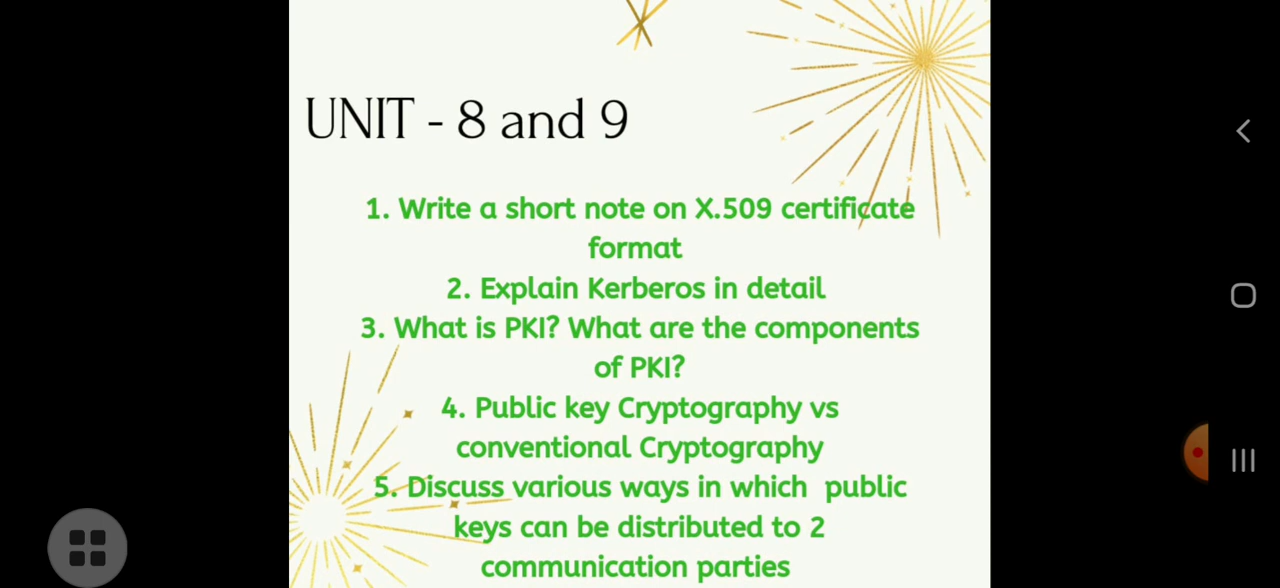 UNIT - 8 and 9
1. Write a short note on X.509 certificate
format
2. Explain Kerberos in detail
3. What is PKI? What are the components
of PKI?
4. Public key Cryptography vs
conventional Cryptography
5. Discuss various ways in which public
keys can be distributed to 2
communication parties